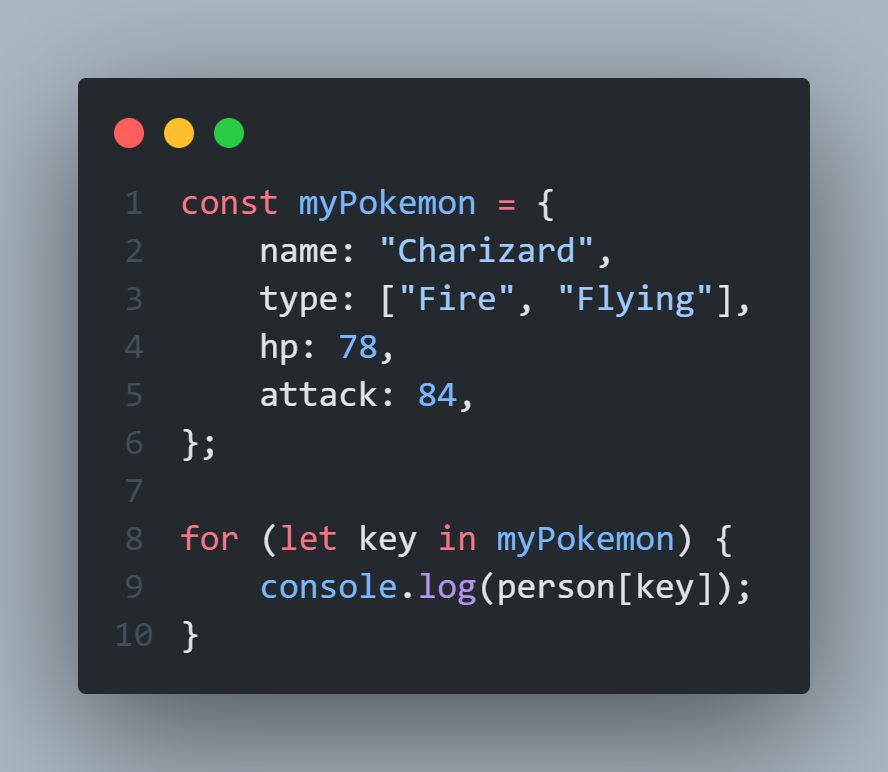 1 const myPokemon = {
2     name: "Charizard",
3     type: ["Fire", "Flying"],
4     hp: 78,
5     attack: 84,
6 };
7
8 for (let key in myPokemon) {
9     console.log(person[key]);
10 }